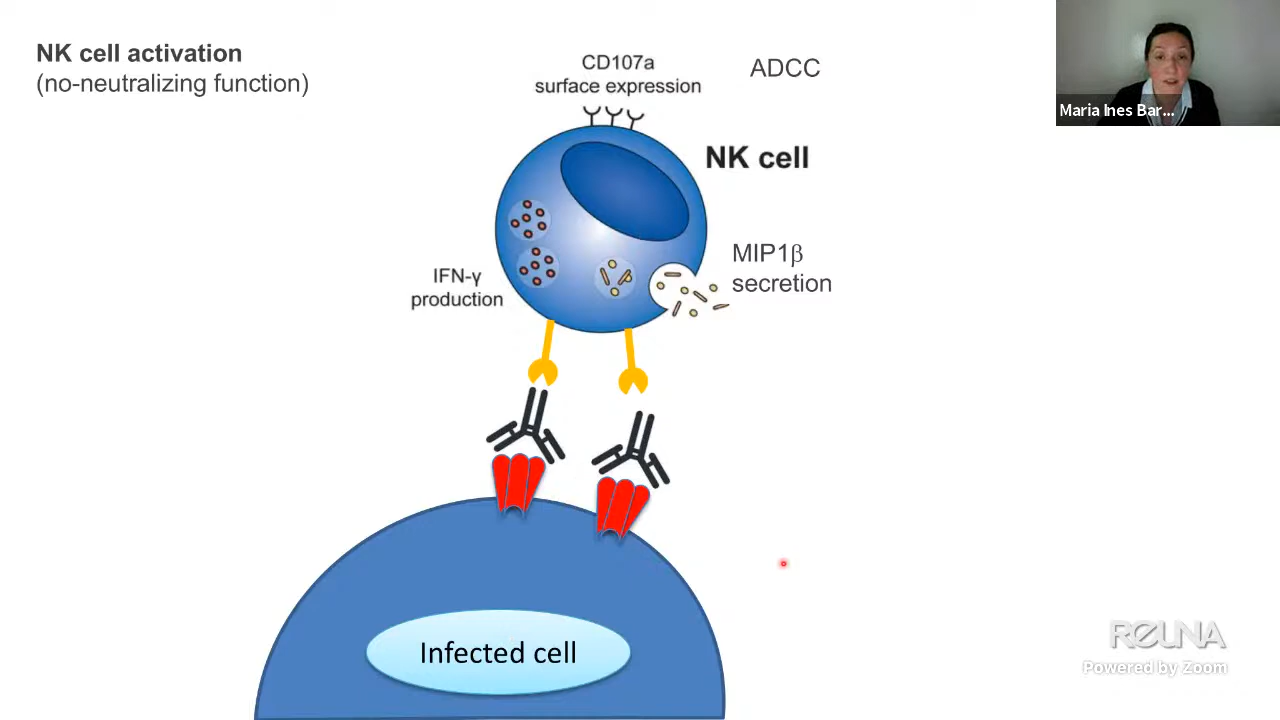 NK cell activation
(no-neutralizing function)
CD107a
surface expression
ADCC
Maria Ines Bar...
NK cell
MIP1β
secretion
IFN-γ
production
Infected cell
REUNA
Powered by Zoom